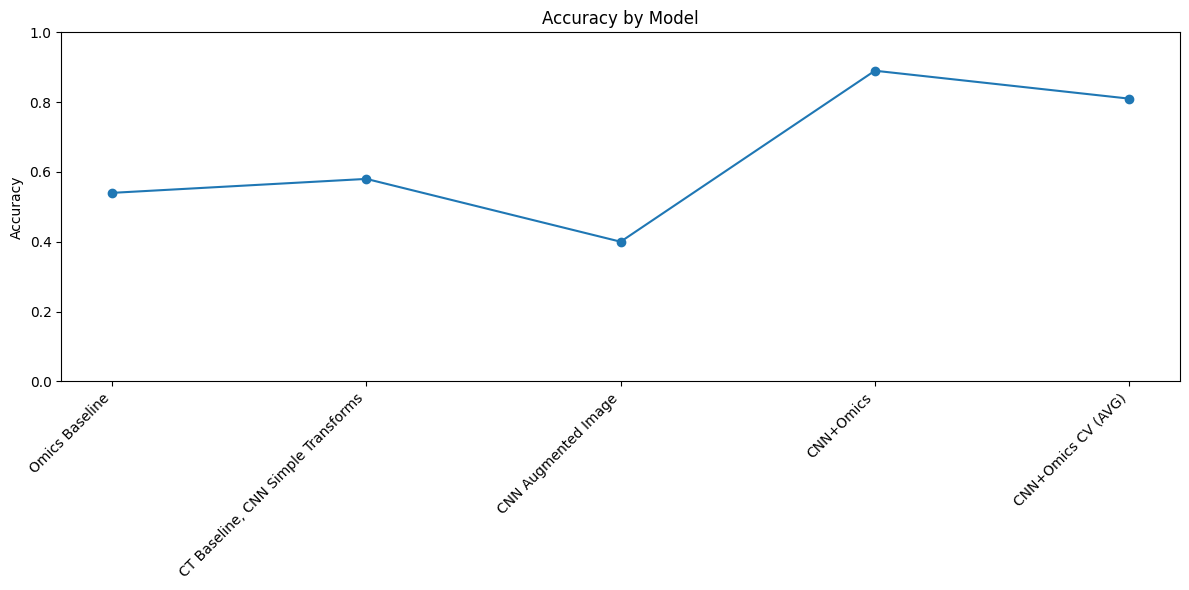 Accuracy by Model
1.0
0.8
0.6
0.4
0.2
0.0
Accuracy
Omics Baseline
CT Baseline, CNN Simple Transforms
CNN Augmented Image
CNN+Omics
CNN+Omics CV (AVG)